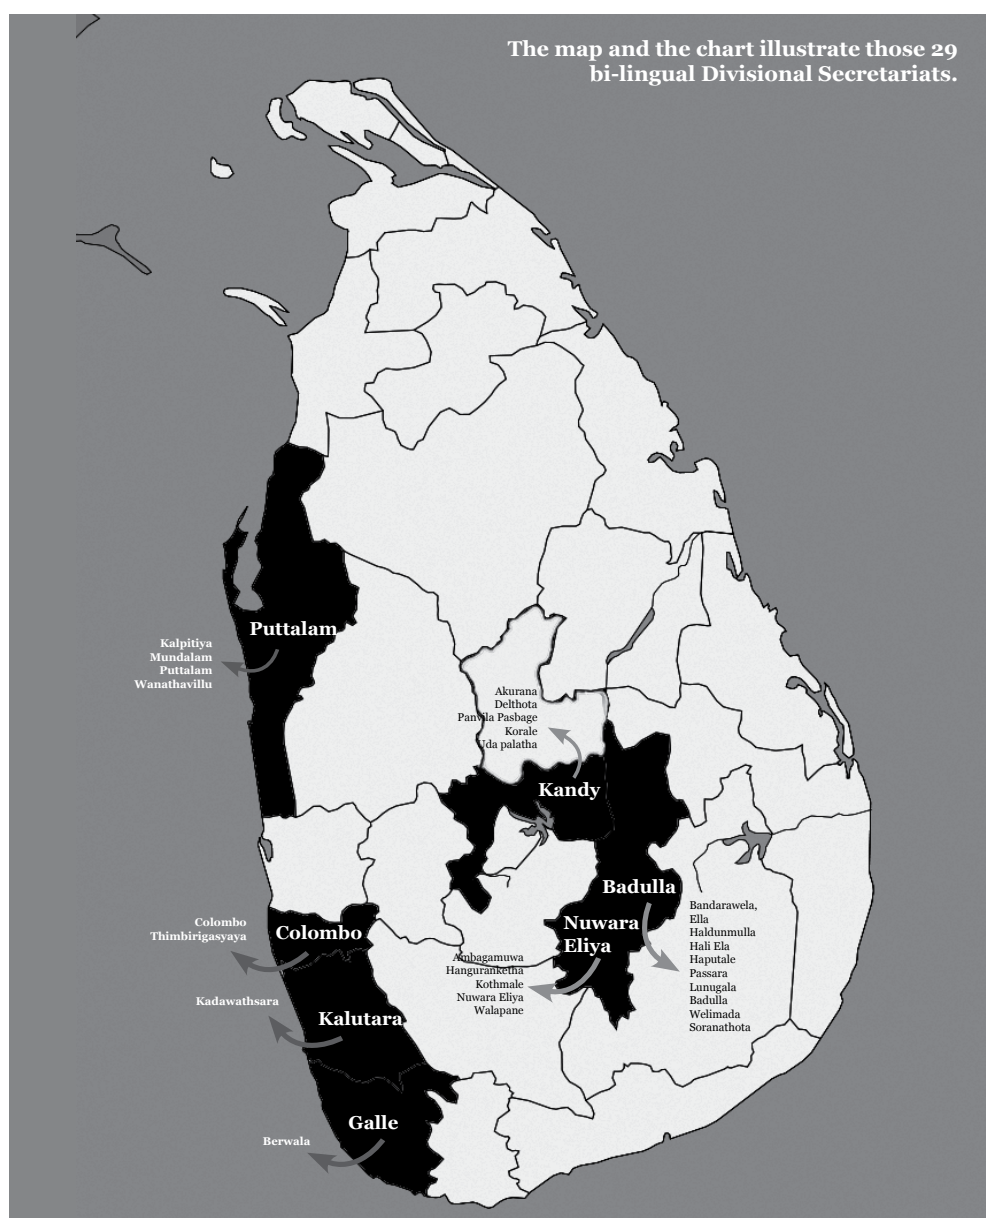 The map and the chart illustrate those 29
bi-lingual Divisional Secretariats.
Puttalam
Kalpitiya
Mundalam
Puttalam
Wanathavillu
Akurana
Delthota
Panvila Pasbage
Korale
Uda palatha
Kandy
Badulla
Bandarawela,
Ella
Haldunmulla
Hali Ela
Haputale
Passara
Lunugala
Badulla
Welimada
Soranathota
Nuwara
Eliya
Ambagamuwa
Hanguranketha
Kothmale
Nuwara Eliya
Walapane
Colombo
Colombo
Thimbirigasyaya
Kadawathsara
Kalutara
Galle
Berwala